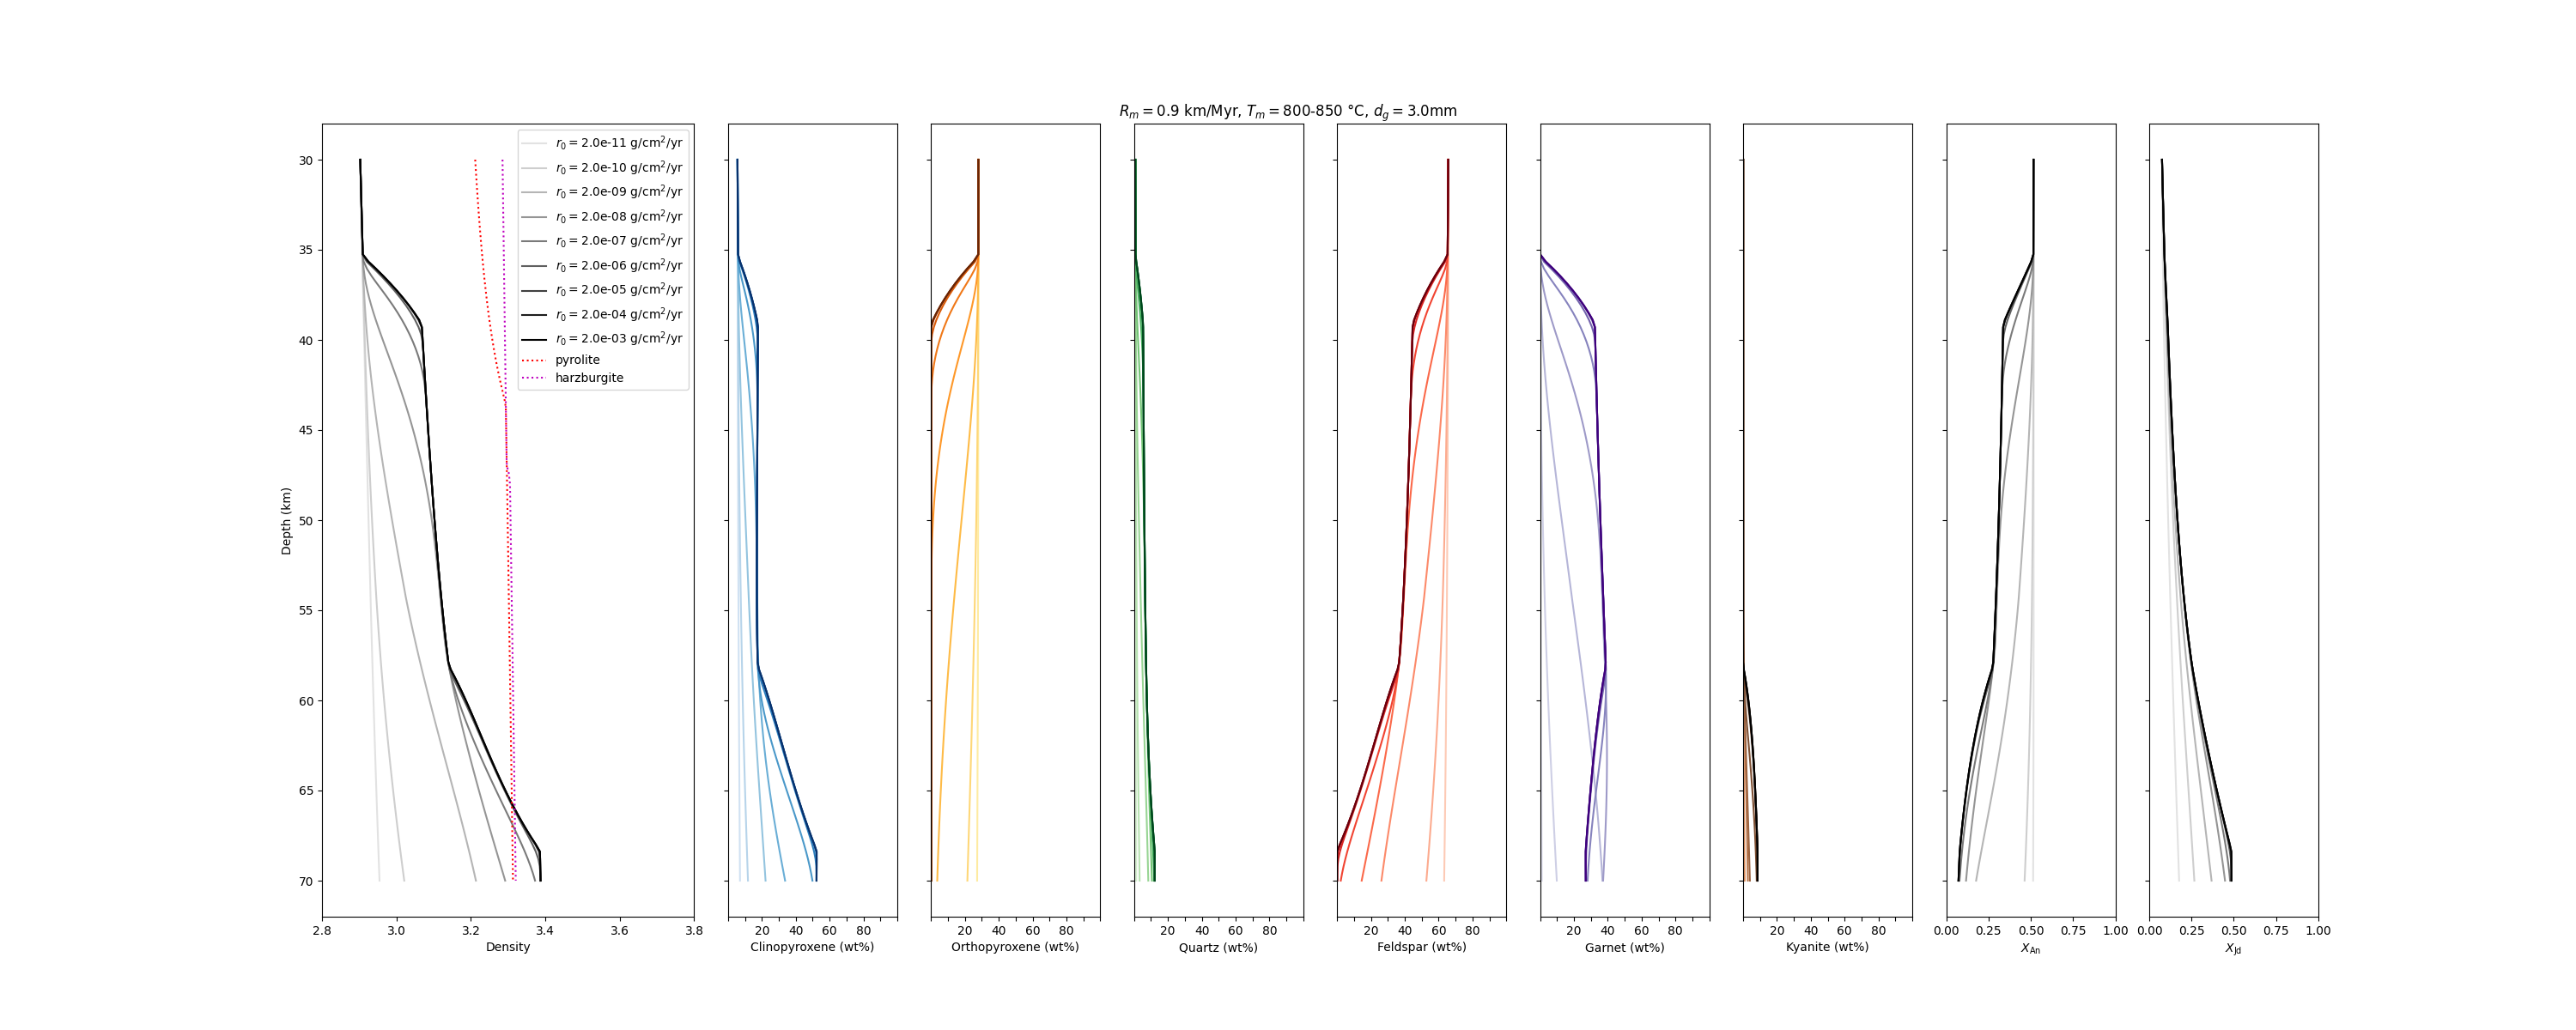 R_m = 0.9 km/Myr, T_m = 800-850 °C, d_g = 3.0mm
r_0 = 2.0e-11 g/cm²/yr
r_0 = 2.0e-10 g/cm²/yr
r_0 = 2.0e-09 g/cm²/yr
r_0 = 2.0e-08 g/cm²/yr
r_0 = 2.0e-07 g/cm²/yr
r_0 = 2.0e-06 g/cm²/yr
r_0 = 2.0e-05 g/cm²/yr
r_0 = 2.0e-04 g/cm²/yr
r_0 = 2.0e-03 g/cm²/yr
pyrolite
harzburgite
Depth (km)
30
35
40
45
50
55
60
65
70
2.8 3.0 3.2 3.4 3.6 3.8
Density
20 40 60 80
Clinopyroxene (wt%)
20 40 60 80
Orthopyroxene (wt%)
20 40 60 80
Quartz (wt%)
20 40 60 80
Feldspar (wt%)
20 40 60 80
Garnet (wt%)
20 40 60 80
Kyanite (wt%)
0.00 0.25 0.50 0.75 1.00
X_An
0.00 0.25 0.50 0.75 1.00
X_Jd